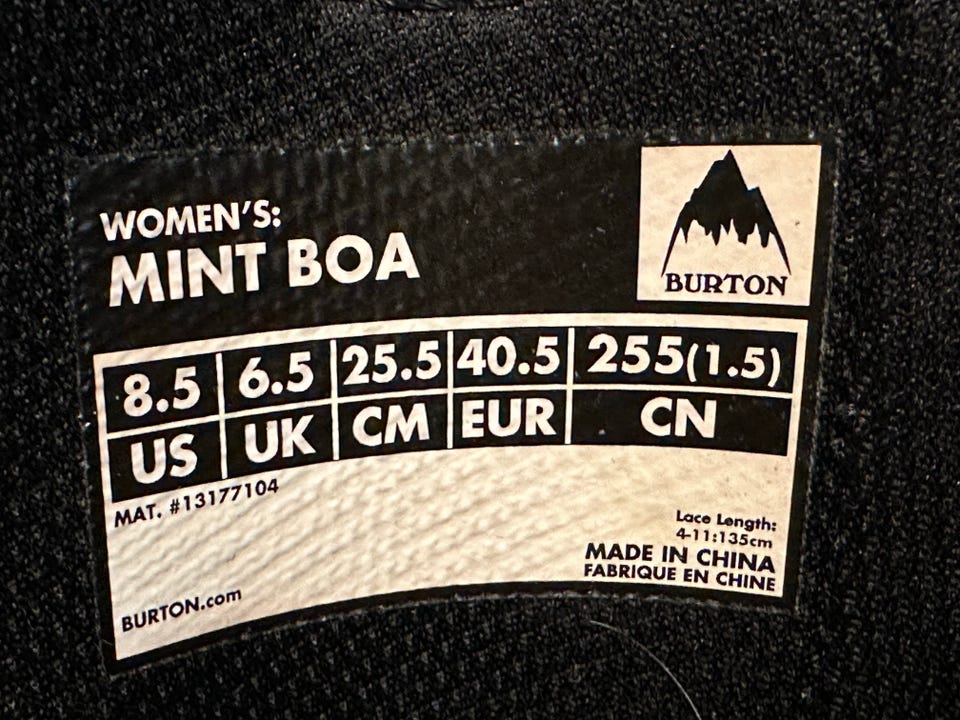 WOMEN'S:
MINT BOA
BURTON
8.5 6.5 25.5 40.5 255(1.5)
US UK CM EUR CN
MAT. #13177104
Lace Length:
4-11:135cm
MADE IN CHINA
FABRIQUE EN CHINE
BURTON.com